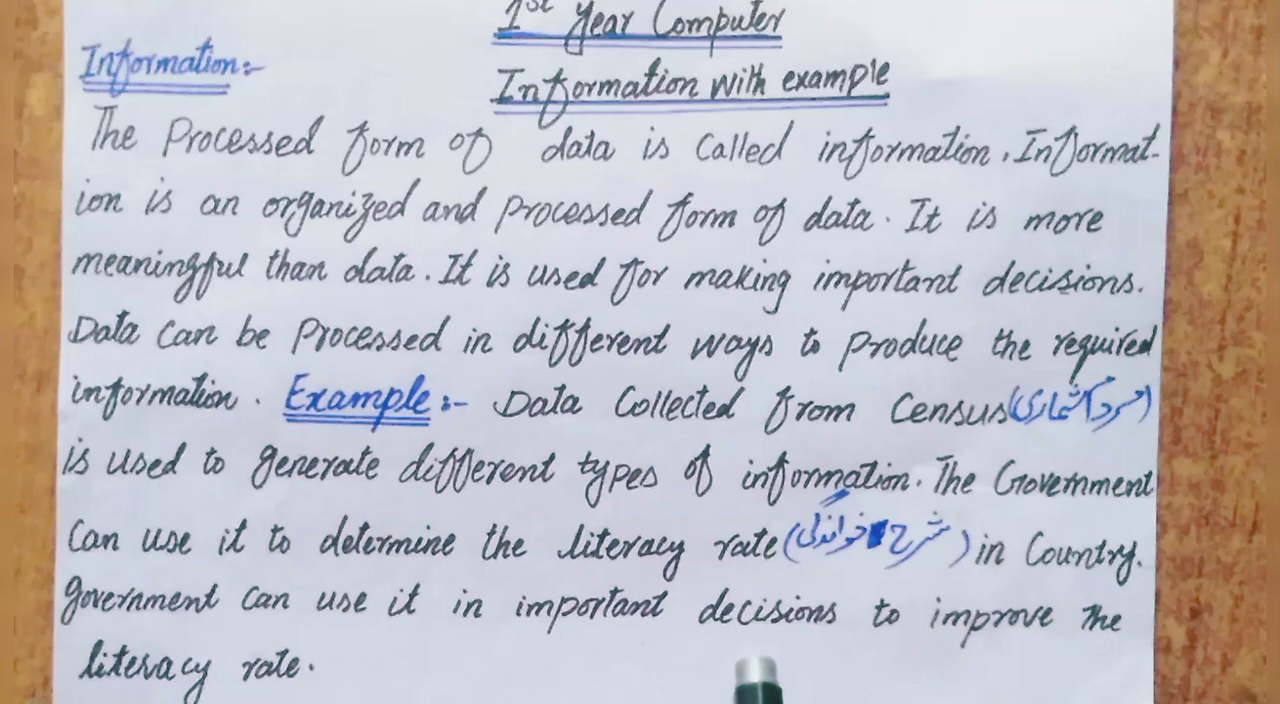 1st Year Computer
Information:-
Information with example
The Processed form of data is Called information. Informat-
ion is an organized and processed form of data. It is more
meaningful than data. It is used for making important decisions.
Data Can be Processed in different ways to Produce the required
information. Example:- Data Collected from Census (مردم شماری)
is used to generate different types of information. The Government
Can use it to determine the literacy rate (شرح خواندگی) in Country.
government can use it in important decisions to improve the
literacy rate.